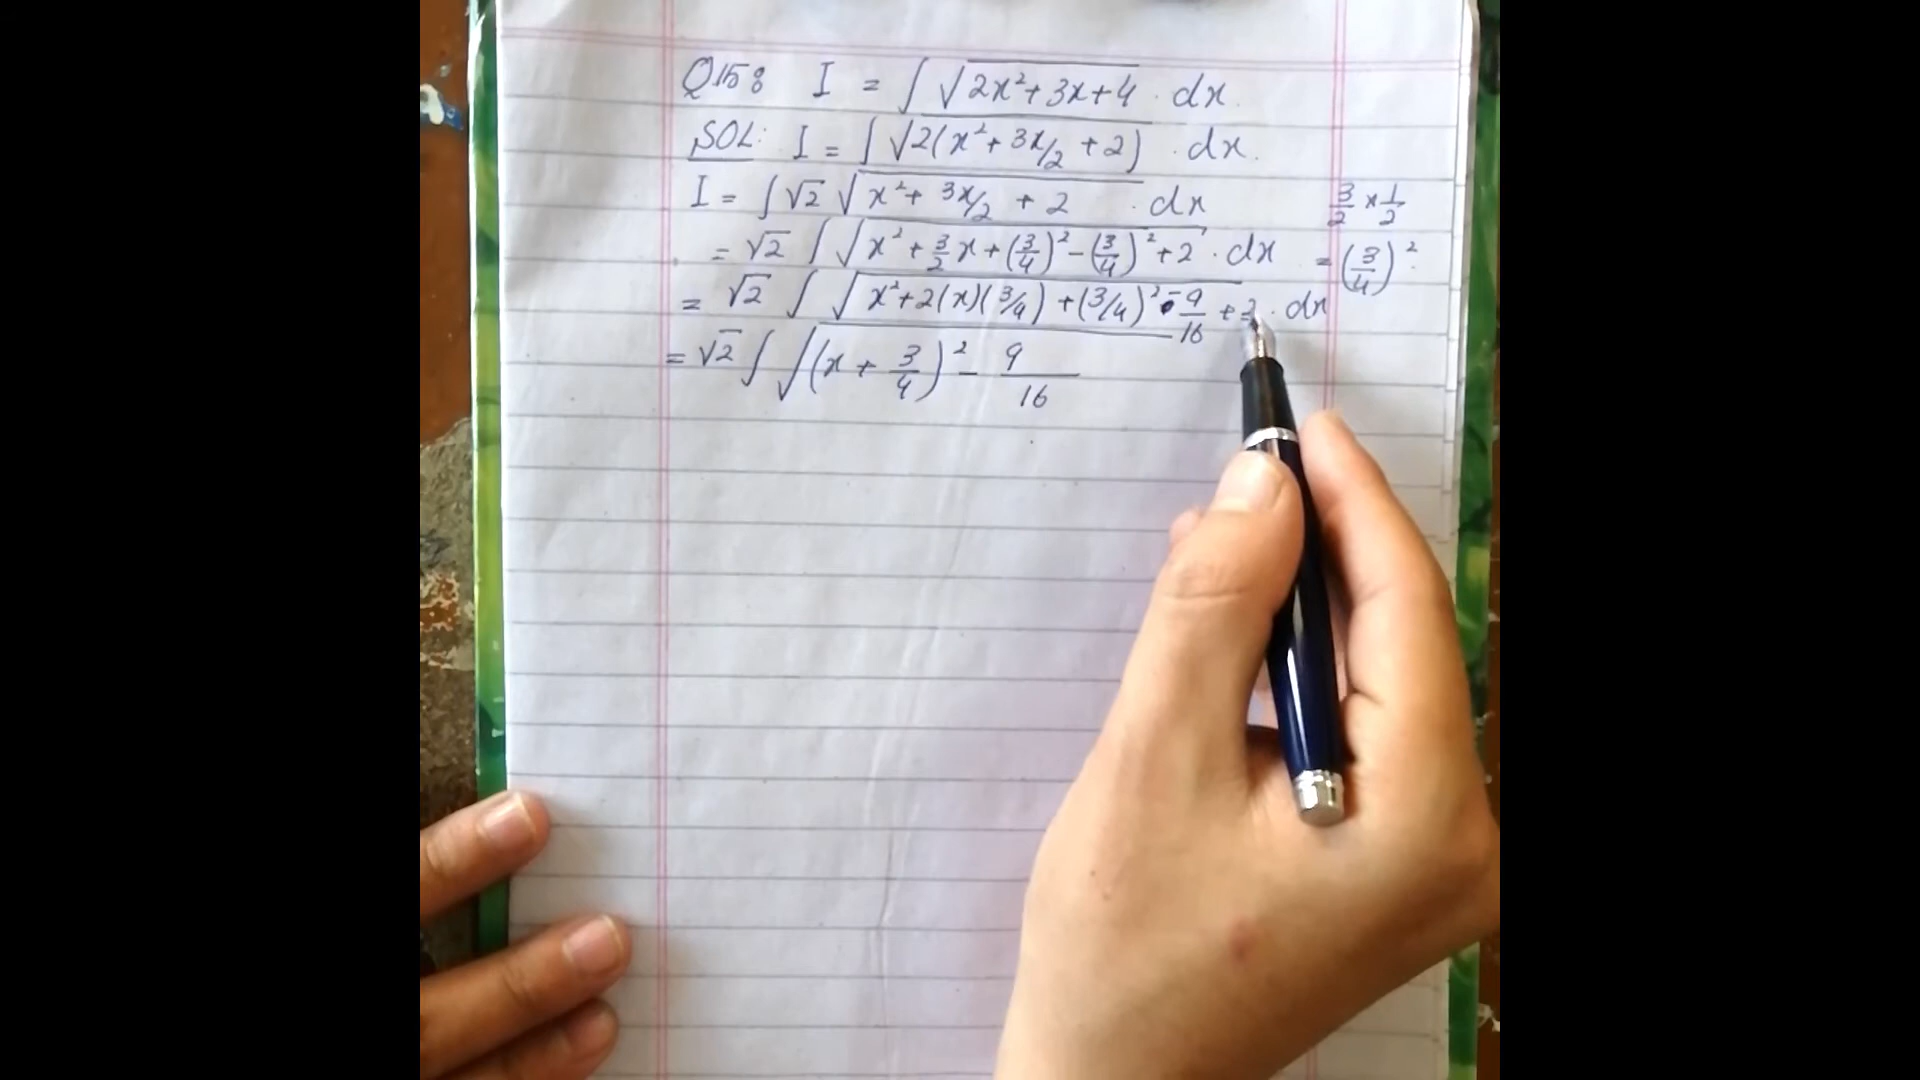 Q15: I = ∫ √2x²+3x+4 . dx.
SOL: I = ∫ √2(x²+3x/2 +2) . dx.
I = ∫ √2 √x²+ 3x/2 + 2 . dx
= √2 ∫ √x² + 3/2 x + (3/4)² - (3/4)² + 2 . dx
= √2 ∫ √x²+2(x)(3/4) + (3/4)² - 9/16 + 2 . dx
= √2 ∫ √(x + 3/4)² - 9/16
3/2 × 1/2
= (3/4)²